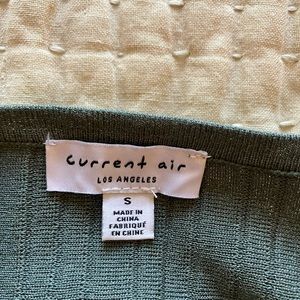 current air
LOS ANGELES
S
MADE IN
CHINA
FABRIQUÉ
EN CHINE